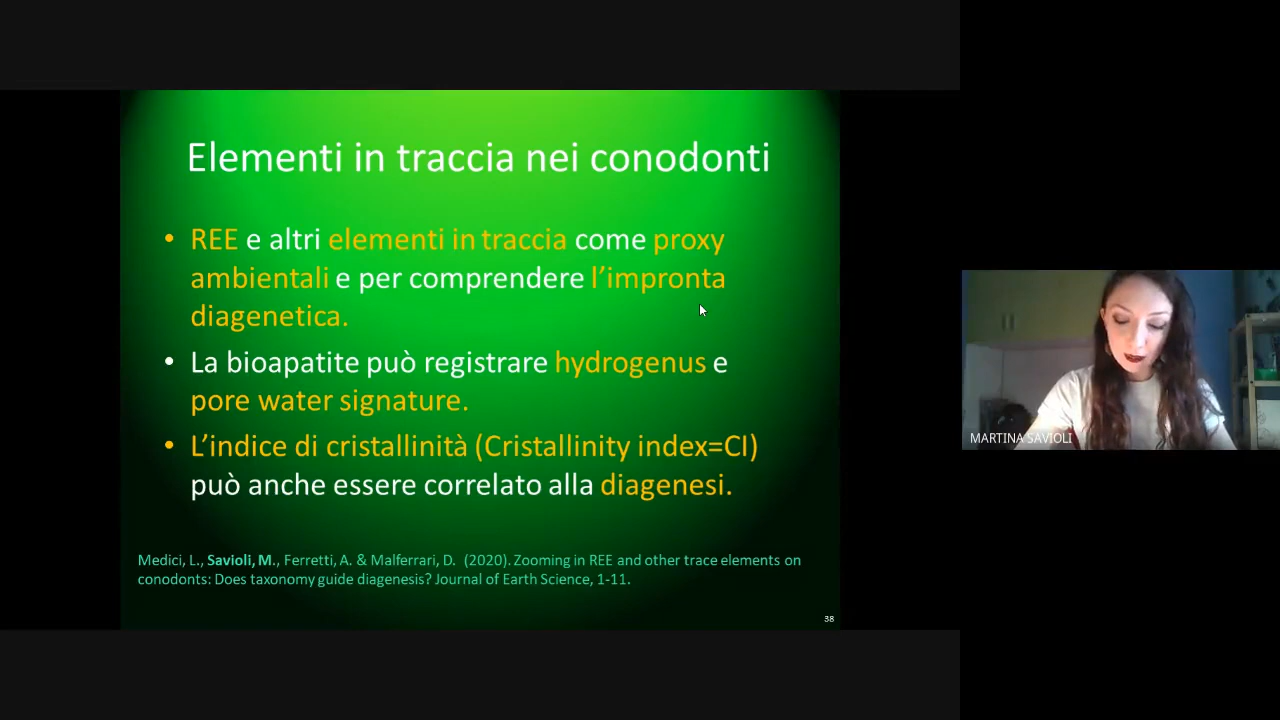 Elementi in traccia nei conodonti
• REE e altri elementi in traccia come proxy
ambientali e per comprendere l’impronta
diagenetica.
• La bioapatite può registrare hydrogenus e
pore water signature.
• L’indice di cristallinità (Cristallinity index=CI)
può anche essere correlato alla diagenesi.
Medici, L., Savioli, M., Ferretti, A. & Malferrari, D. (2020). Zooming in REE and other trace elements on
conodonts: Does taxonomy guide diagenesis? Journal of Earth Science, 1-11.
38
MARTINA SAVIOLI